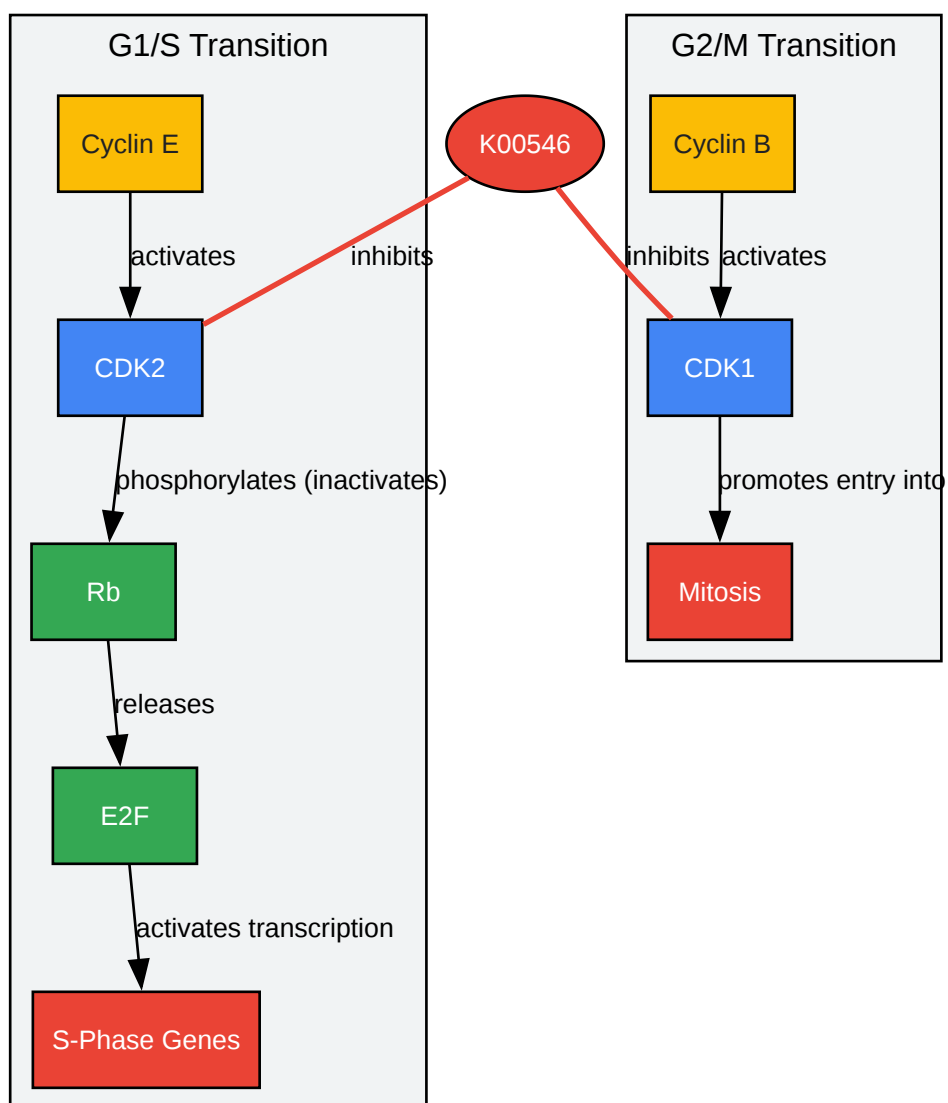 G1/S Transition
G2/M Transition
Cyclin E
K00546
Cyclin B
activates
inhibits
inhibits
activates
CDK2
CDK1
phosphorylates (inactivates)
promotes entry into
Rb
Mitosis
releases
E2F
activates transcription
S-Phase Genes